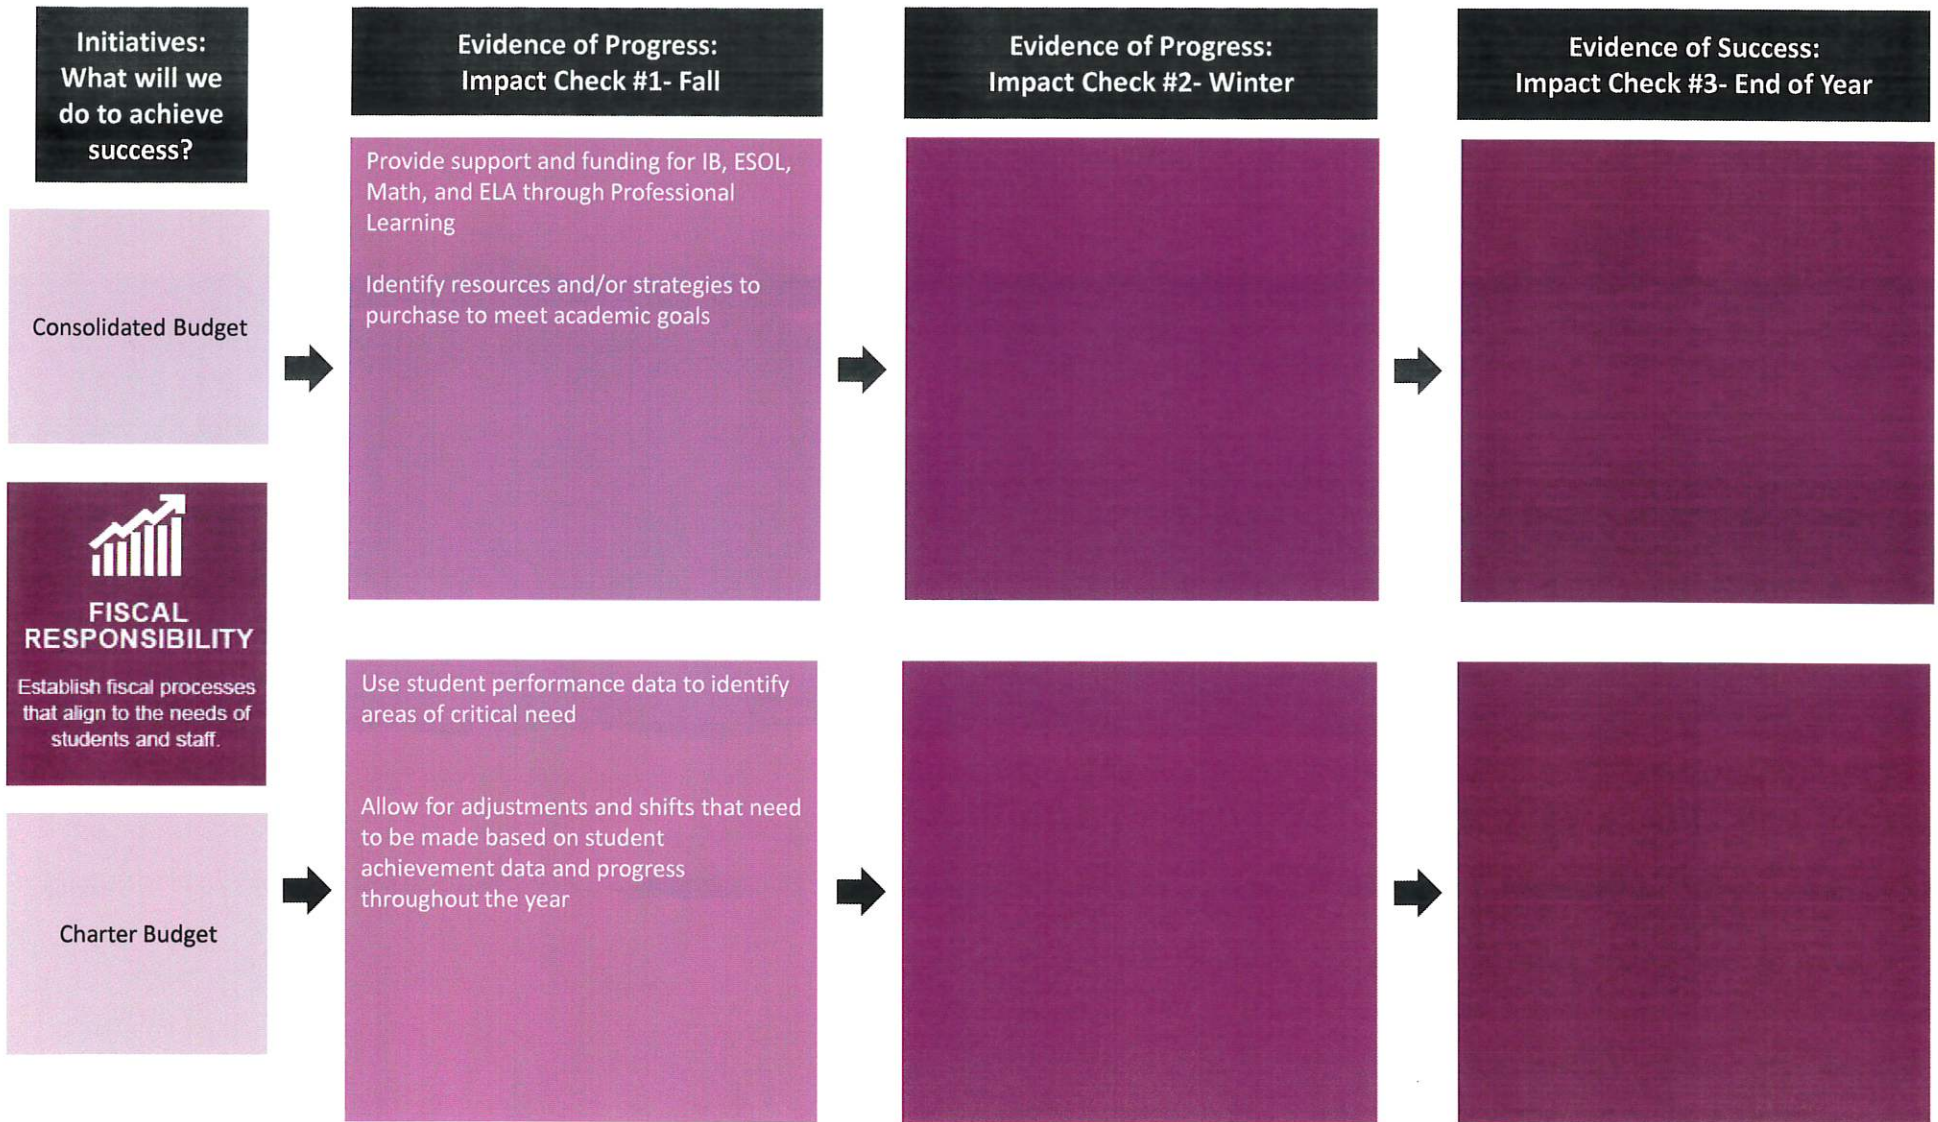 Initiatives:
What will we
do to achieve
success?
Evidence of Progress:
Impact Check #1- Fall
Evidence of Progress:
Impact Check #2- Winter
Evidence of Success:
Impact Check #3- End of Year
Consolidated Budget
Provide support and funding for IB, ESOL,
Math, and ELA through Professional
Learning
Identify resources and/or strategies to
purchase to meet academic goals
FISCAL
RESPONSIBILITY
Establish fiscal processes
that align to the needs of
students and staff.
Charter Budget
Use student performance data to identify
areas of critical need
Allow for adjustments and shifts that need
to be made based on student
achievement data and progress
throughout the year